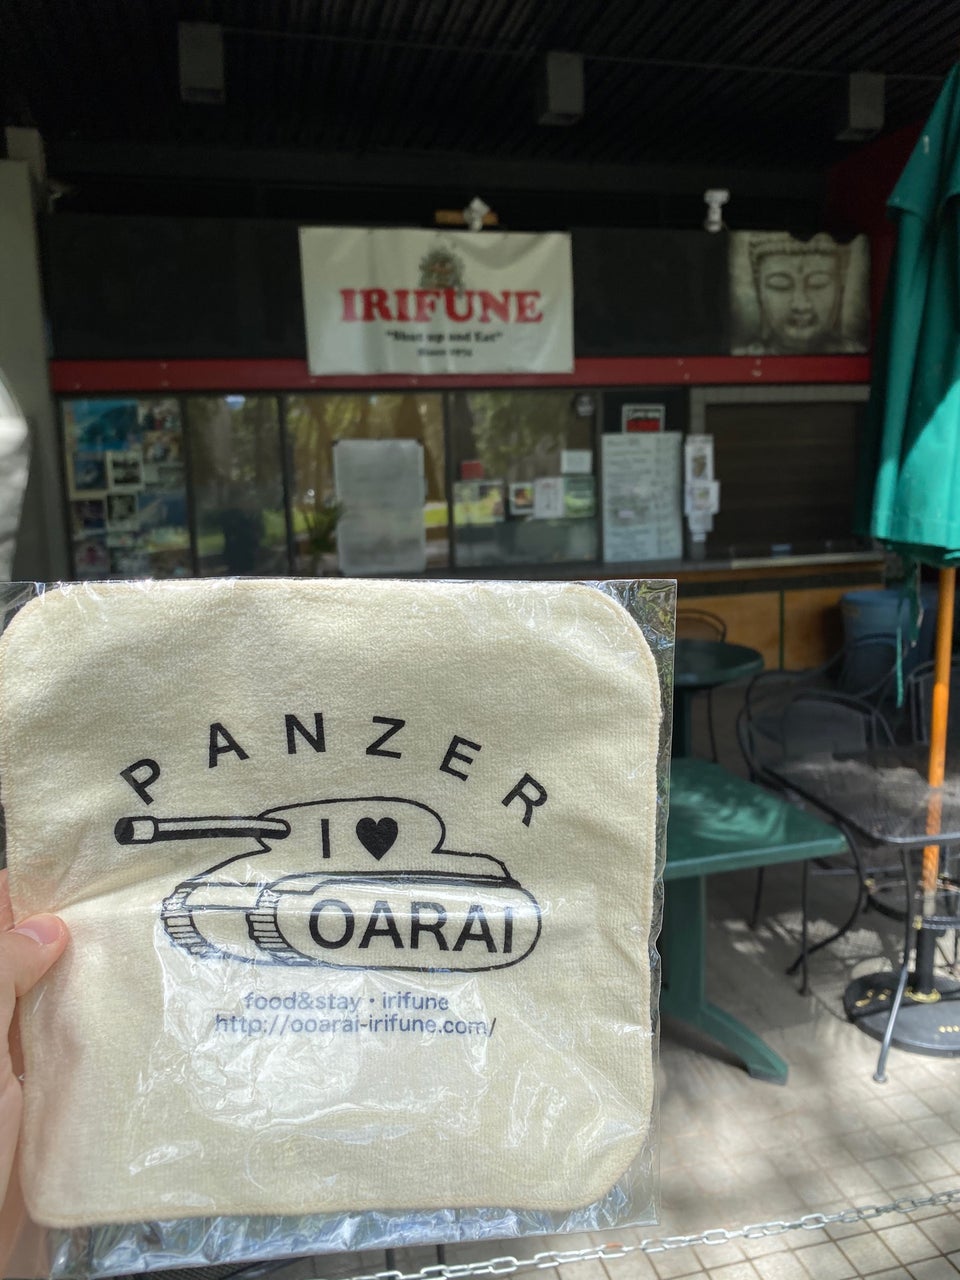 IRIFUNE
"Shut up and Eat"
PANZER
I ♥
OARAI
food&stay・irifune
http://ooarai-irifune.com/